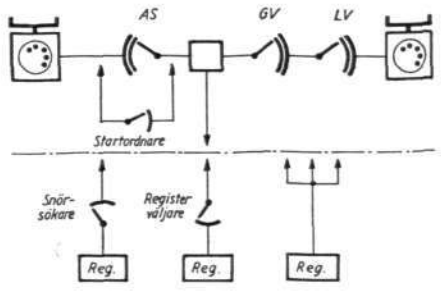 AS
GV
LV
Startordnare
Snör-
sökare
Register
väljare
Reg.
Reg.
Reg.